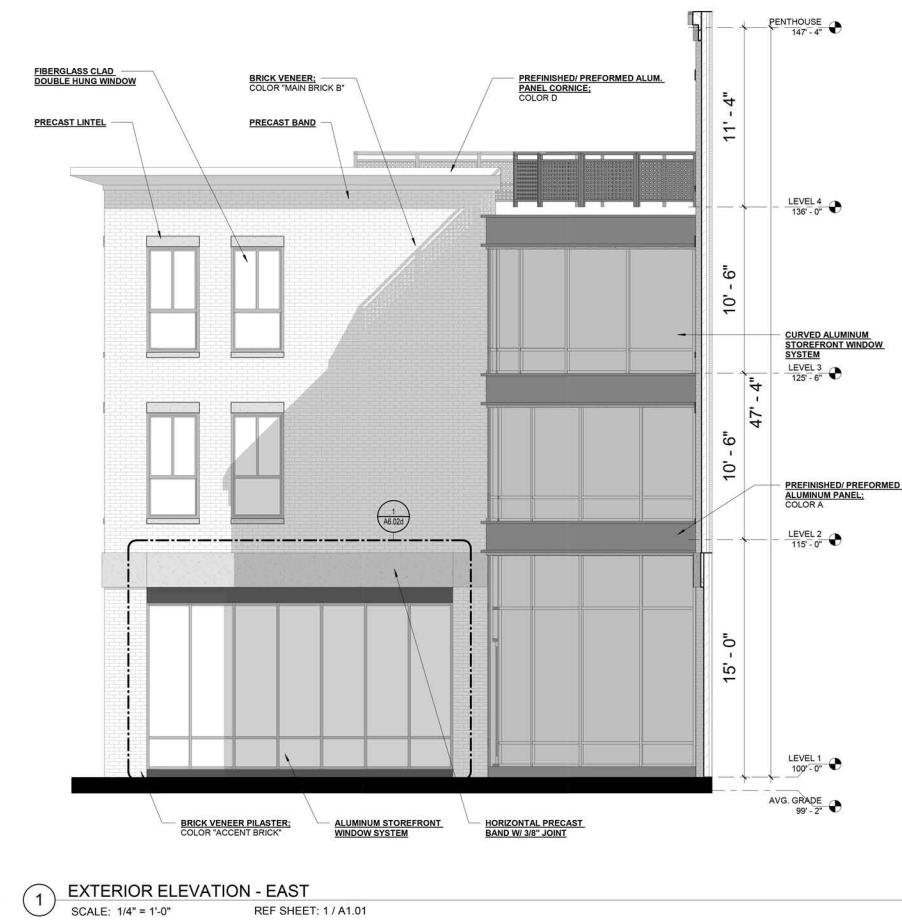 PENTHOUSE
147' - 4"
FIBERGLASS CLAD
DOUBLE HUNG WINDOW
BRICK VENEER;
COLOR "MAIN BRICK B"
PREFINISHED/ PREFORMED ALUM.
PANEL CORNICE;
COLOR D
PRECAST LINTEL
PRECAST BAND
11' - 4"
LEVEL 4
136' - 0"
10' - 6"
CURVED ALUMINUM
STOREFRONT WINDOW
SYSTEM
LEVEL 3
125' - 6"
47' - 4"
10' - 6"
PREFINISHED/ PREFORMED
ALUMINUM PANEL;
COLOR A
1
A6.02d
LEVEL 2
115' - 0"
15' - 0"
LEVEL 1
100' - 0"
AVG. GRADE
99' - 2"
BRICK VENEER PILASTER;
COLOR "ACCENT BRICK"
ALUMINUM STOREFRONT
WINDOW SYSTEM
HORIZONTAL PRECAST
BAND W/ 3/8" JOINT
1
EXTERIOR ELEVATION - EAST
SCALE: 1/4" = 1'-0"
REF SHEET: 1 / A1.01